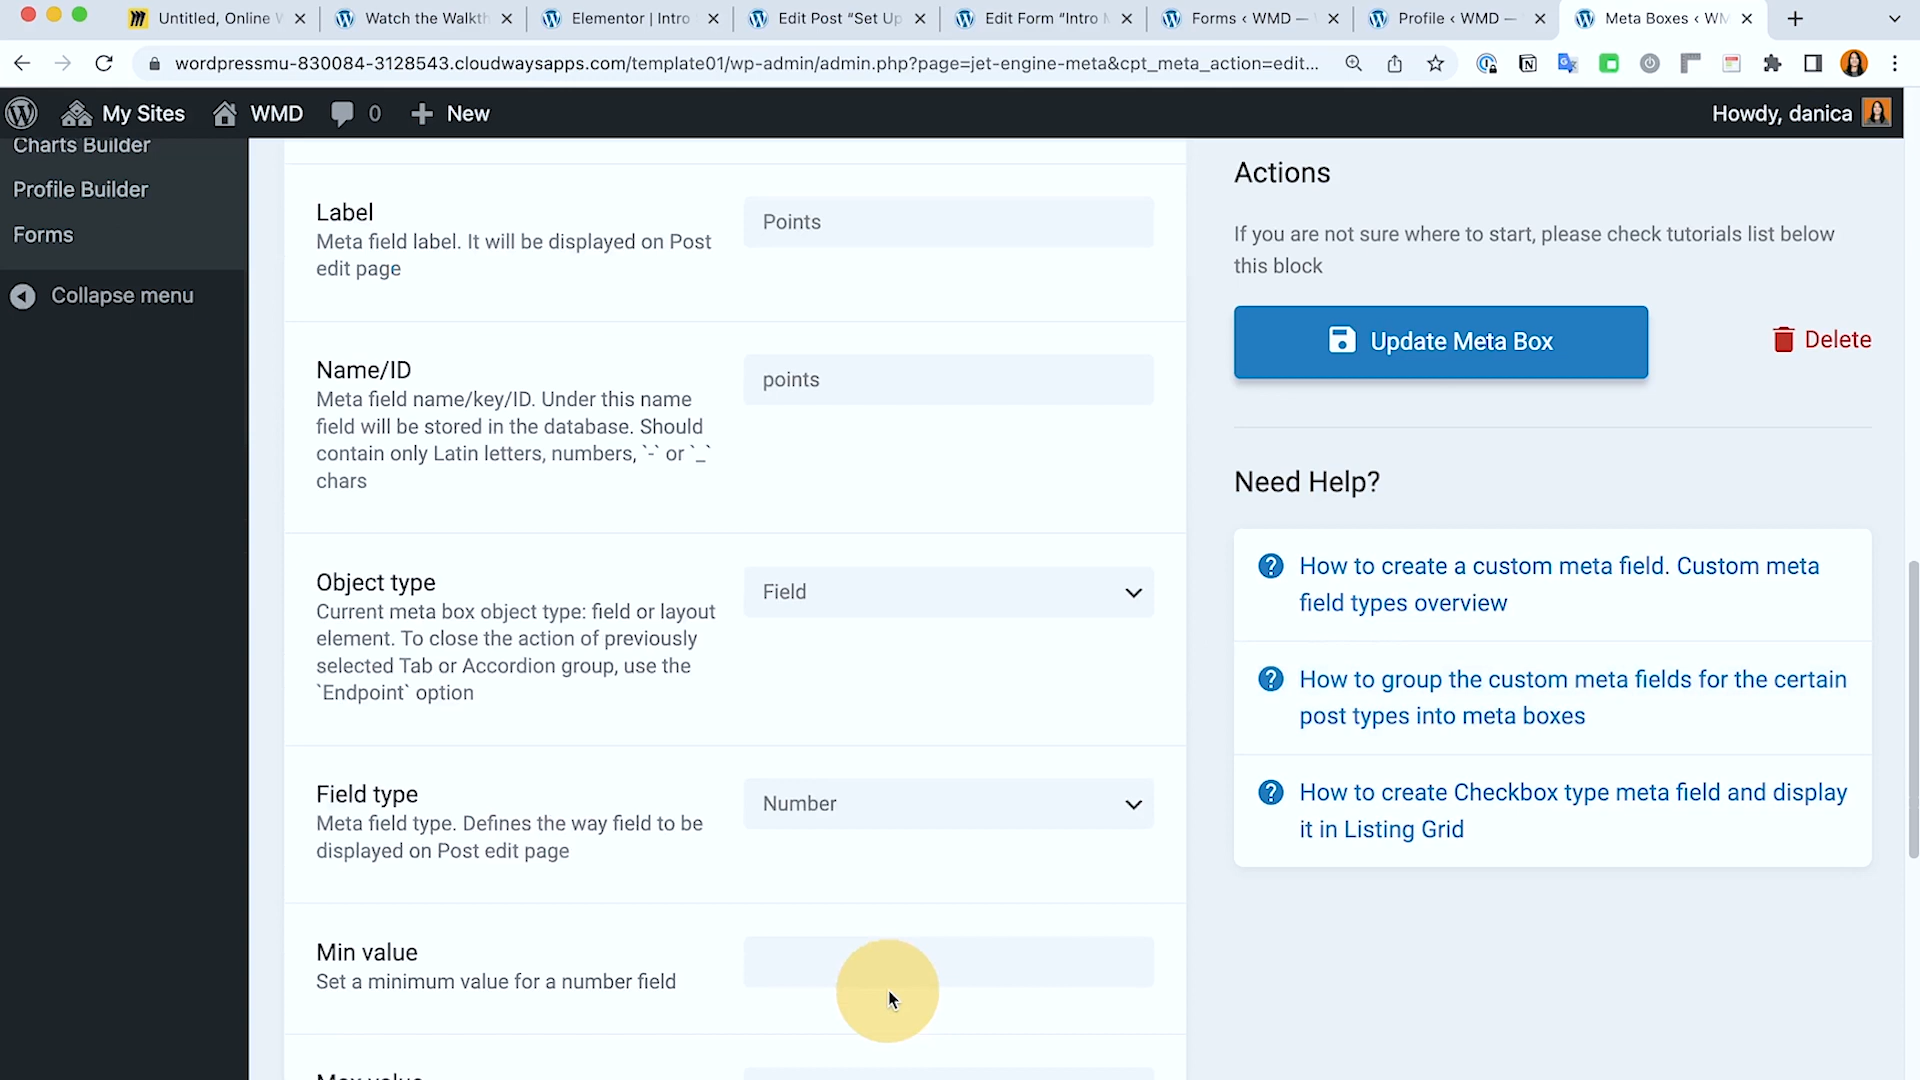 Untitled, Online W
Watch the Walkth
Elementor | Intro
Edit Post “Set Up
Edit Form “Intro M
Forms ‹ WMD —
Profile ‹ WMD —
Meta Boxes ‹ WM
wordpressmu-830084-3128543.cloudwaysapps.com/template01/wp-admin/admin.php?page=jet-engine-meta&cpt_meta_action=edit...
My Sites
WMD
0
New
Howdy, danica
Charts Builder
Profile Builder
Forms
Collapse menu
Label
Meta field label. It will be displayed on Post
edit page
Points
Name/ID
Meta field name/key/ID. Under this name
field will be stored in the database. Should
contain only Latin letters, numbers, `-` or `_`
chars
points
Object type
Current meta box object type: field or layout
element. To close the action of previously
selected Tab or Accordion group, use the
`Endpoint` option
Field
Field type
Meta field type. Defines the way field to be
displayed on Post edit page
Number
Min value
Set a minimum value for a number field
Max value
Actions
If you are not sure where to start, please check tutorials list below
this block
Update Meta Box
Delete
Need Help?
How to create a custom meta field. Custom meta
field types overview
How to group the custom meta fields for the certain
post types into meta boxes
How to create Checkbox type meta field and display
it in Listing Grid